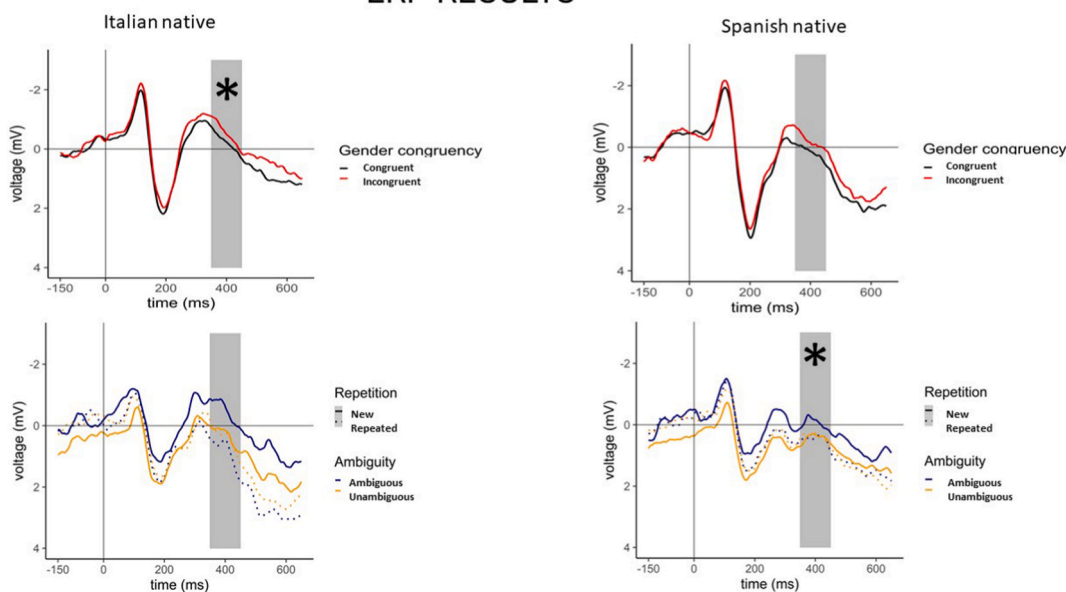 ERP RESULTS
Italian native
Spanish native
*
-2
0
2
4
voltage (mV)
-150
0
200
400
600
time (ms)
Gender congruency
Congruent
Incongruent
-2
0
2
4
voltage (mV)
-150
0
200
400
600
time (ms)
Gender congruency
Congruent
Incongruent
-2
0
2
4
voltage (mV)
-150
0
200
400
600
time (ms)
Repetition
New
Repeated
Ambiguity
Ambiguous
Unambiguous
*
-2
0
2
4
voltage (mV)
-150
0
200
400
600
time (ms)
Repetition
New
Repeated
Ambiguity
Ambiguous
Unambiguous